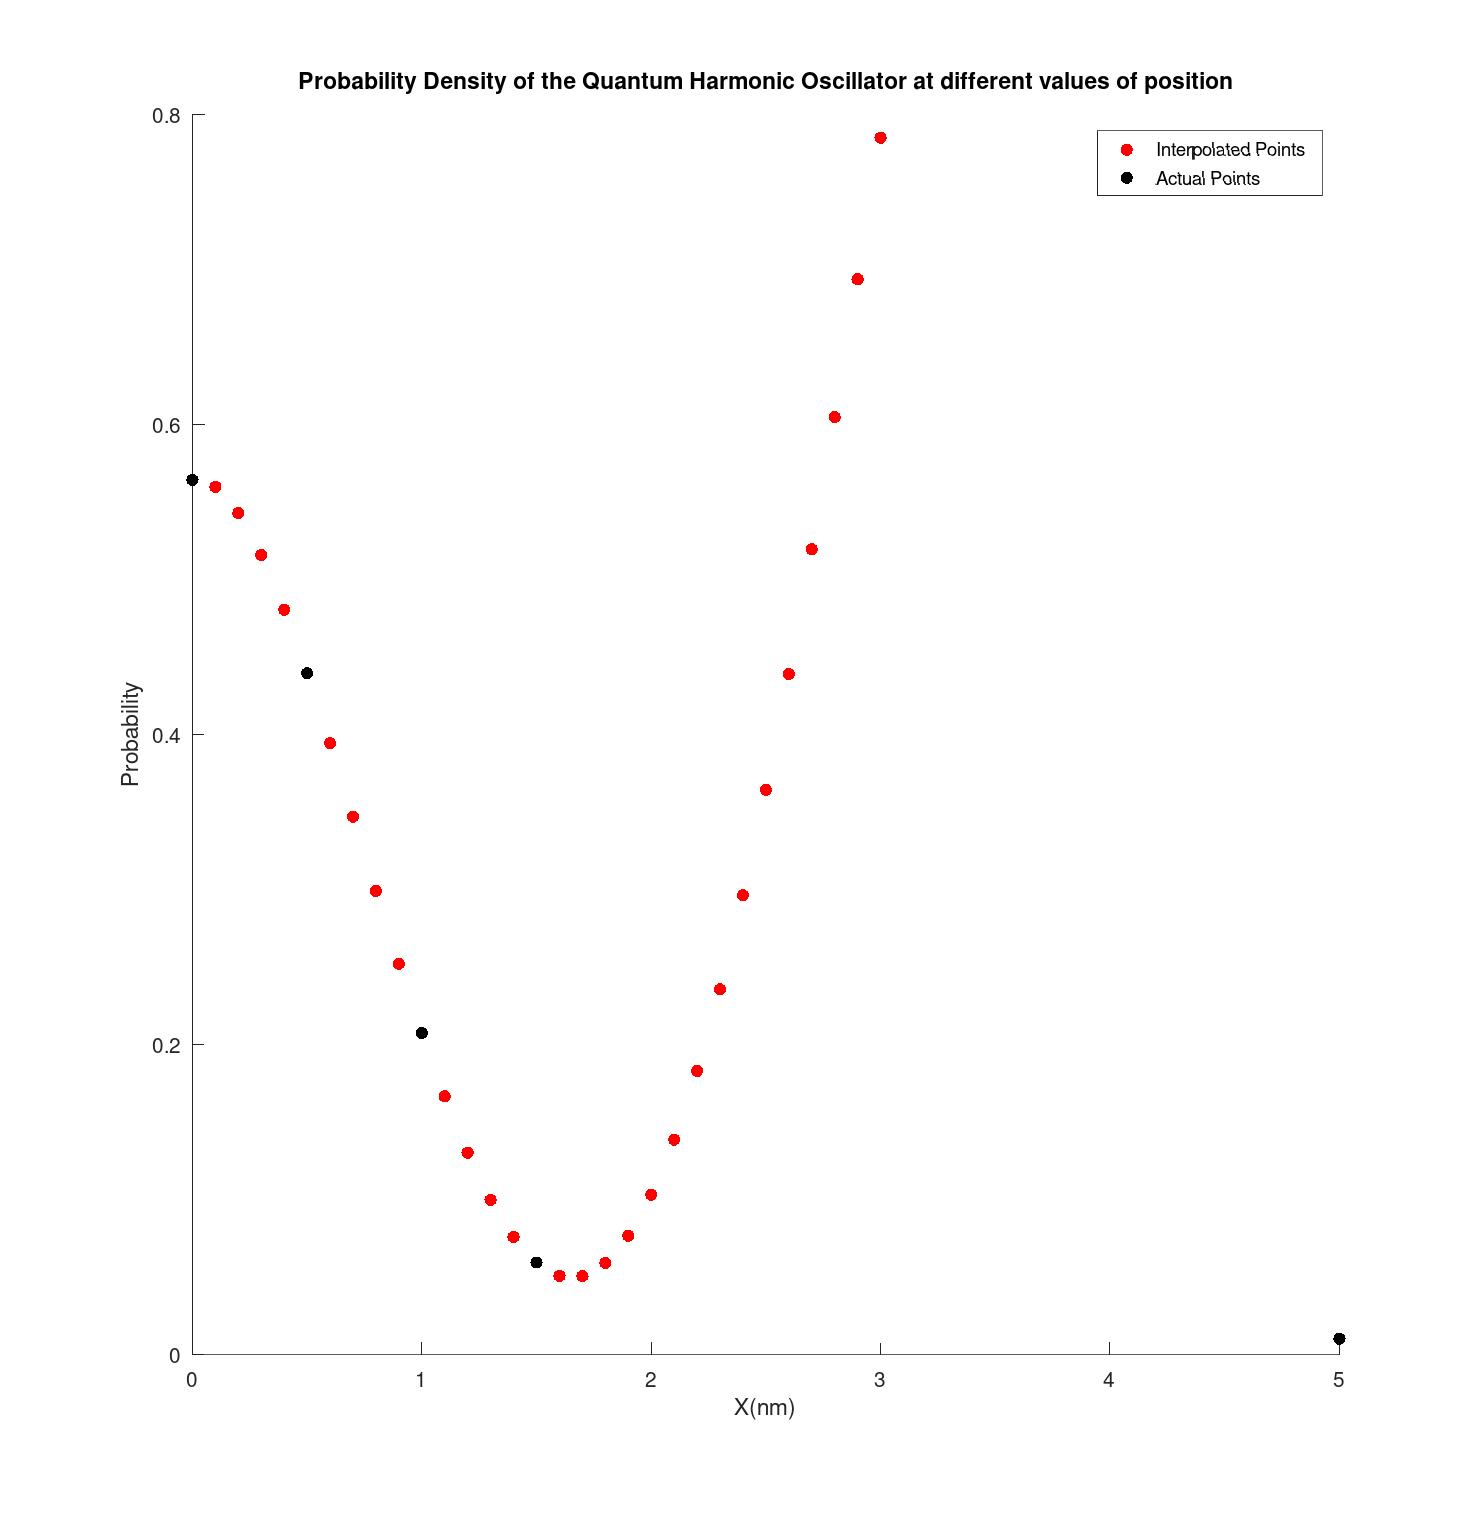 Probability Density of the Quantum Harmonic Oscillator at different values of position
0.8
Interpolated Points
Actual Points
0.6
0.4
Probability
0.2
0
0 1 2 3 4 5
X(nm)